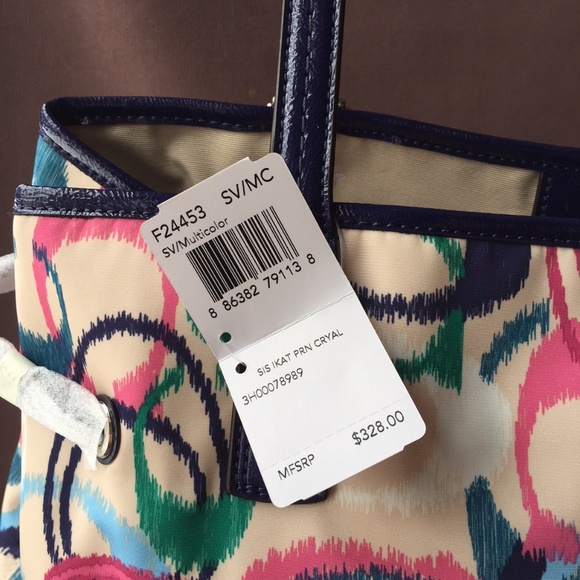 F24453 SV/MC
SV/Multicolor
8 86382 79113 8
SIS IKAT PRN CRYAL
3H00078989
MFSRP $328.00